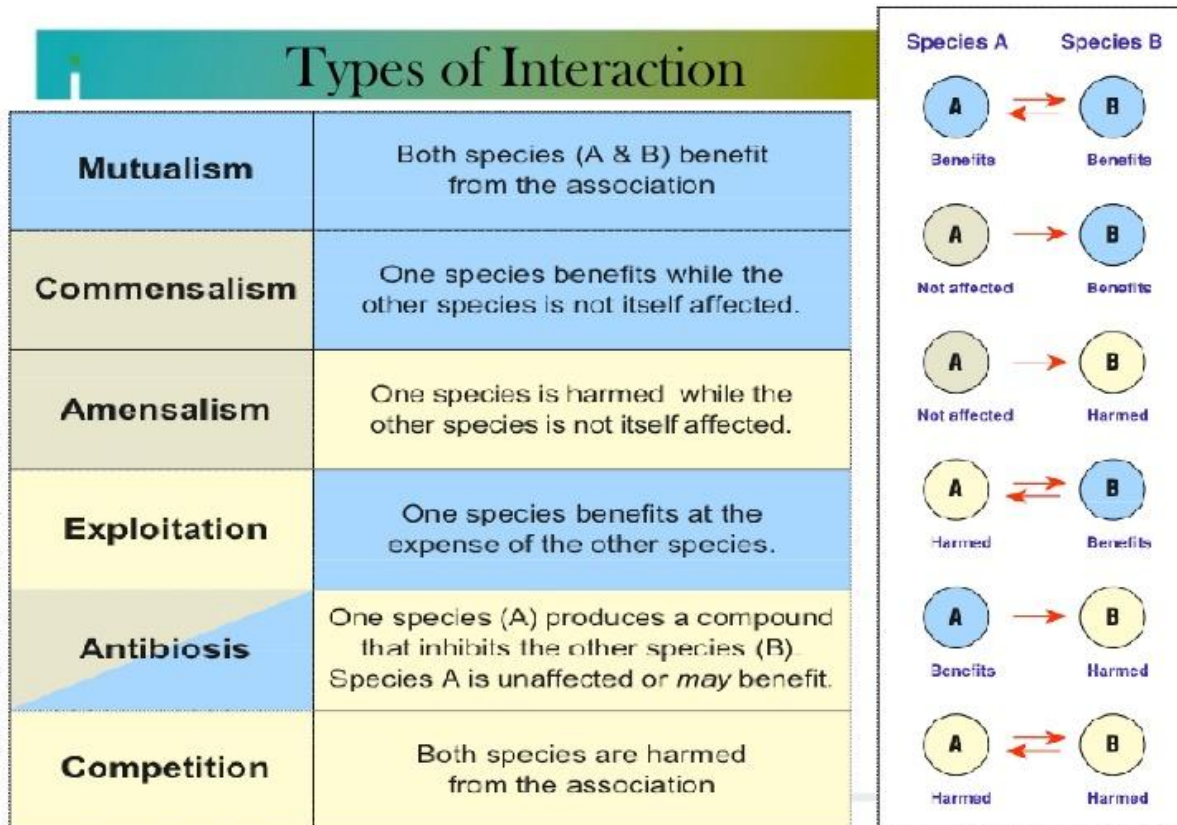 Types of Interaction
Mutualism
Both species (A & B) benefit
from the association
Commensalism
One species benefits while the
other species is not itself affected.
Amensalism
One species is harmed while the
other species is not itself affected.
Exploitation
One species benefits at the
expense of the other species.
Antibiosis
One species (A) produces a compound
that inhibits the other species (B).
Species A is unaffected or may benefit.
Competition
Both species are harmed
from the association
Species A Species B
A B
Benefits Benefits
A B
Not affected Benefits
A B
Not affected Harmed
A B
Harmed Benefits
A B
Benefits Harmed
A B
Harmed Harmed